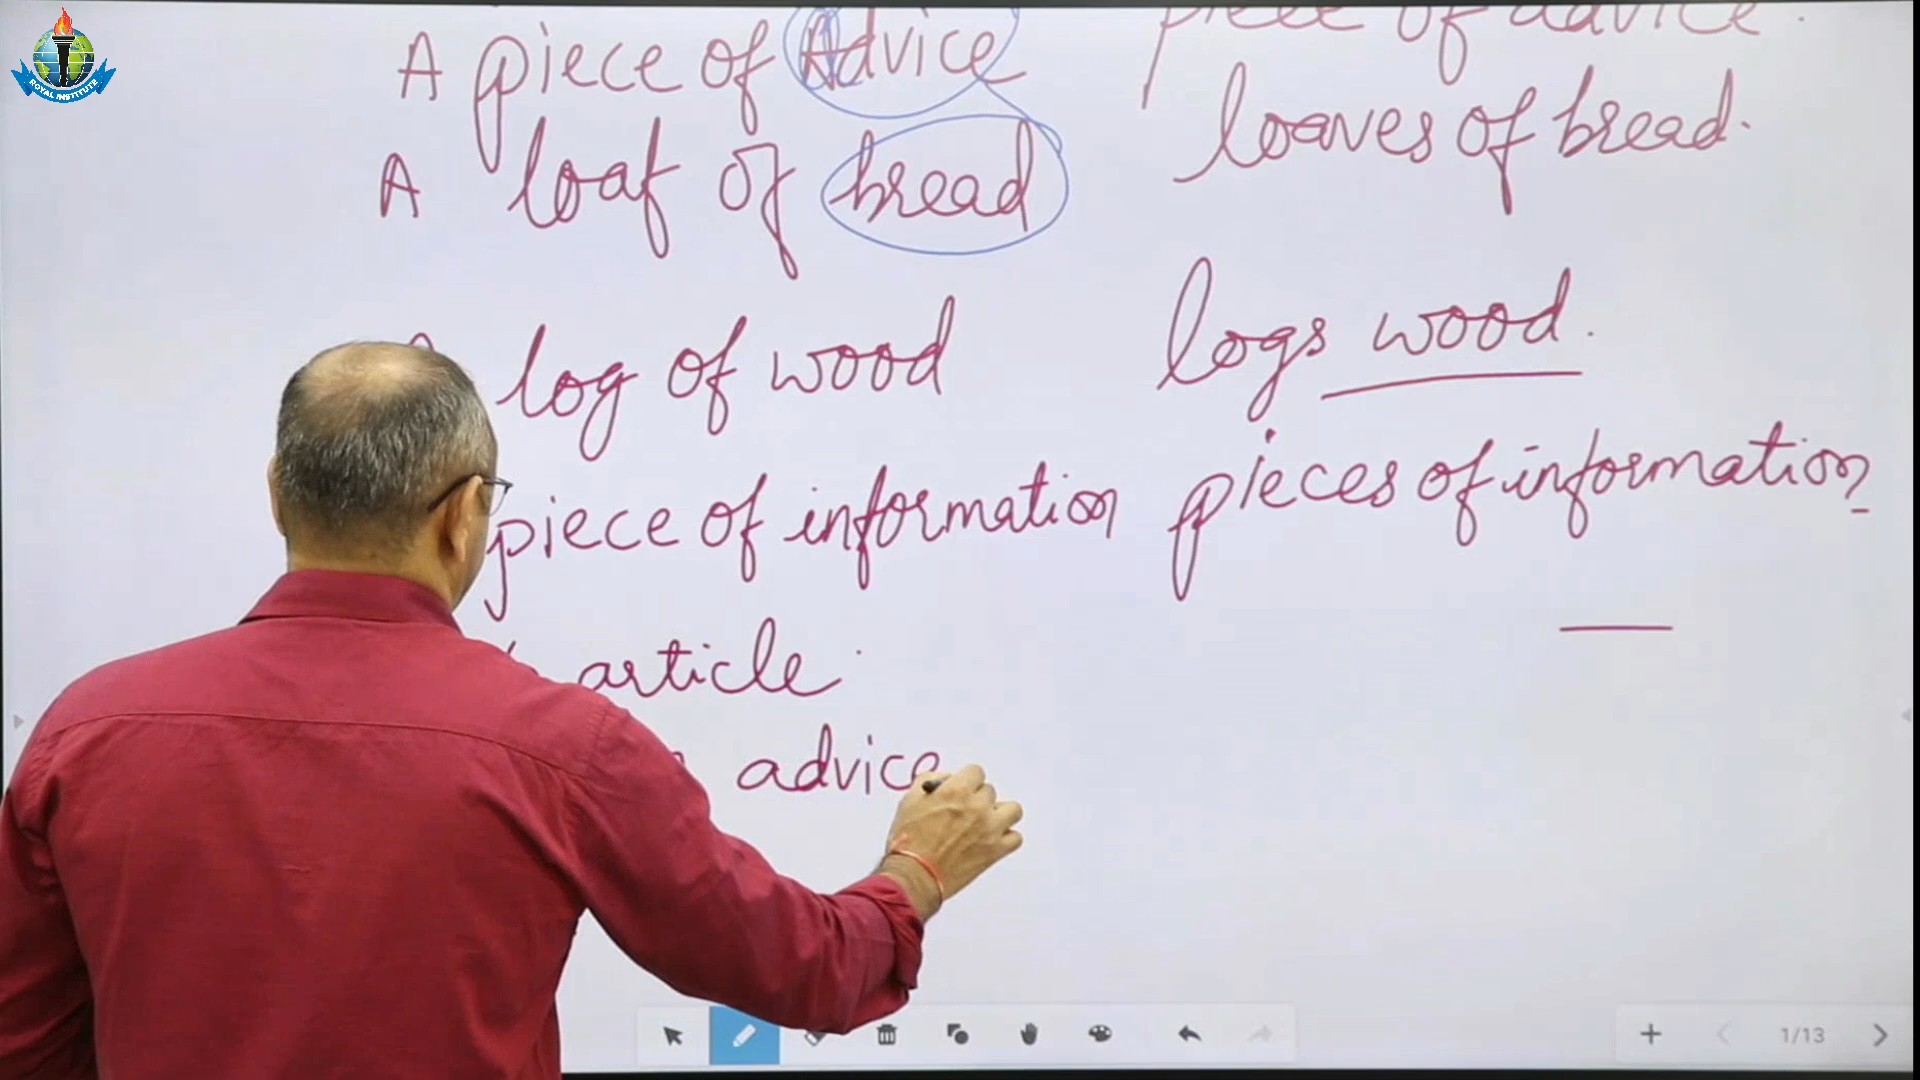 ROYAL INSTITUTE
A piece of Advice
piece of advice.
A loaf of bread
loaves of bread.
log of wood
logs wood.
piece of information
pieces of information
article
advice
1/13